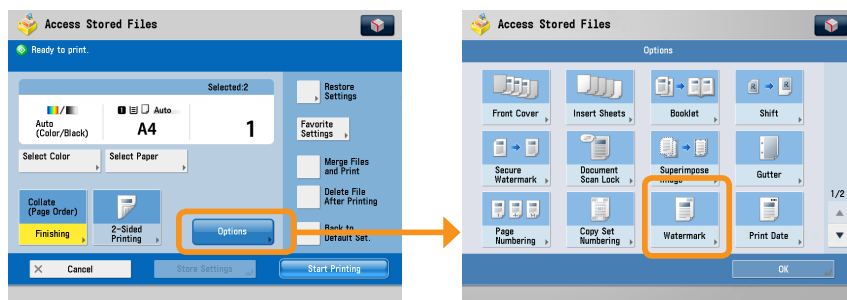 Access Stored Files
Ready to print.
Selected:2
Auto
(Color/Black)
Auto
A4
1
Select Color
Select Paper
Collate
(Page Order)
Finishing
2-Sided
Printing
Options
Restore
Settings
Favorite
Settings
Merge Files
and Print
Delete File
After Printing
Back to
Default Set.
Cancel
Store Settings
Start Printing
Access Stored Files
Options
Front Cover
Insert Sheets
Booklet
Shift
Secure
Watermark
Document
Scan Lock
Superimpose
Image
Gutter
Page
Numbering
Copy Set
Numbering
Watermark
Print Date
1/2
OK